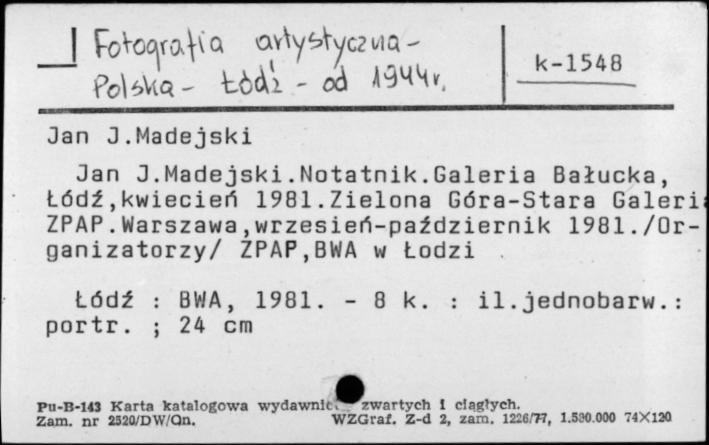 Fotografia artystyczna -
Polska - Łódź - od 1944r.
k-1548
Jan J.Madejski
Jan J.Madejski.Notatnik.Galeria Bałucka,
Łódź,kwiecień 1981.Zielona Góra-Stara Galeria
ZPAP.Warszawa,wrzesień-październik 1981./Or-
ganizatorzy/ ZPAP,BWA w Łodzi
Łódź : BWA, 1981. - 8 k. : il.jednobarw.:
portr. ; 24 cm
Pu-B-143 Karta katalogowa wydawnic zwartych i ciągłych.
Zam. nr 2520/DW/Qn. WZGraf. Z-d 2, zam. 1226/77, 1.500.000 74X120